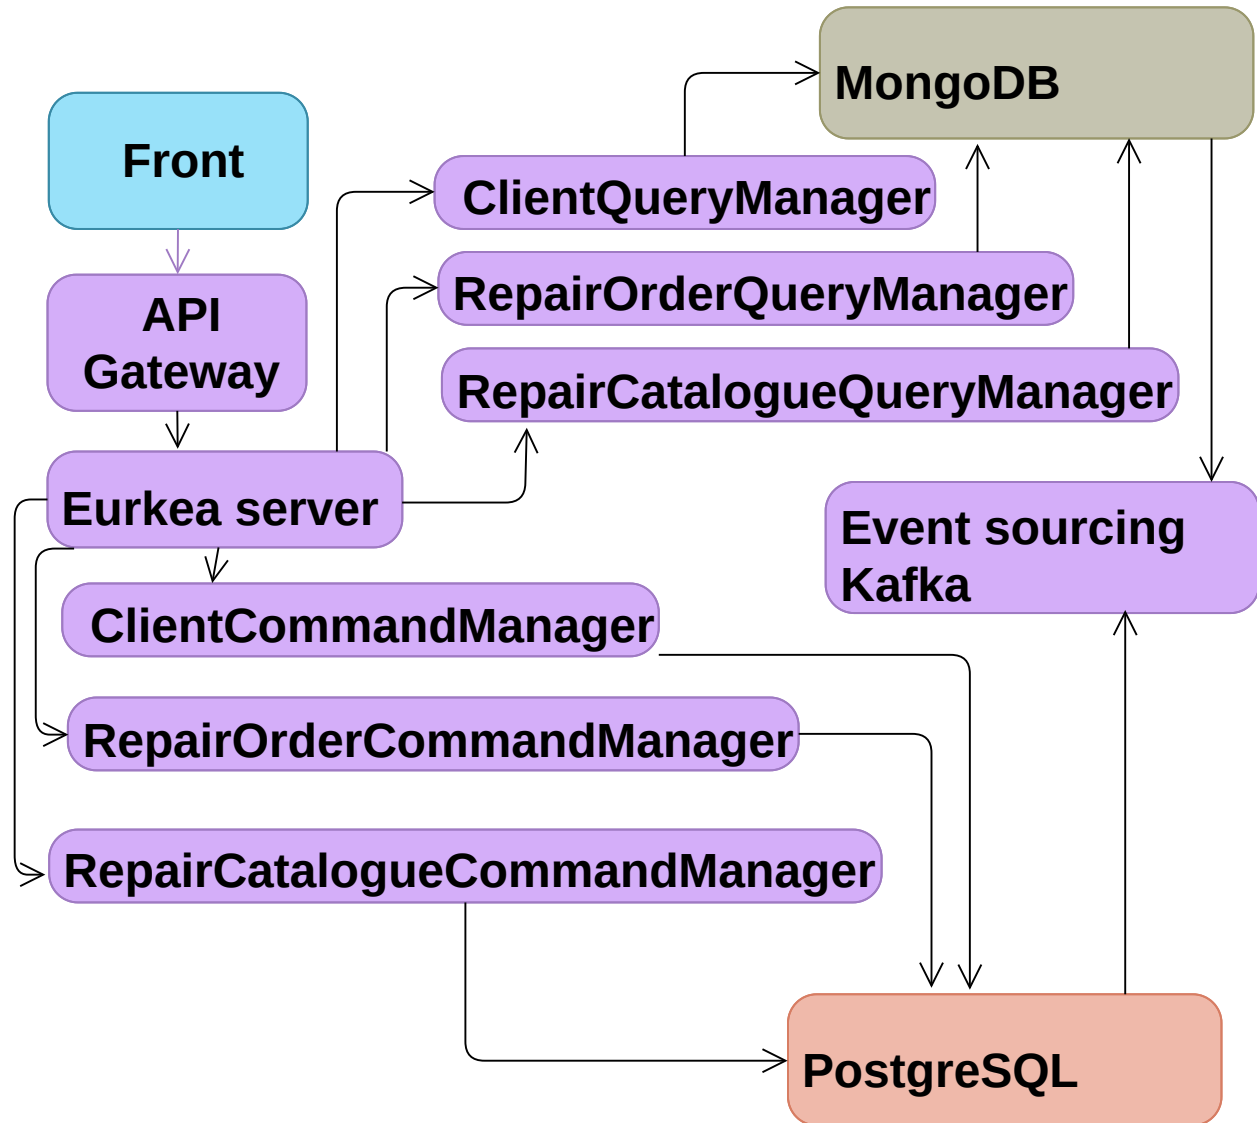 MongoDB
Front
ClientQueryManager
RepairOrderQueryManager
API
Gateway
RepairCatalogueQueryManager
Eurkea server
Event sourcing
Kafka
ClientCommandManager
RepairOrderCommandManager
RepairCatalogueCommandManager
PostgreSQL